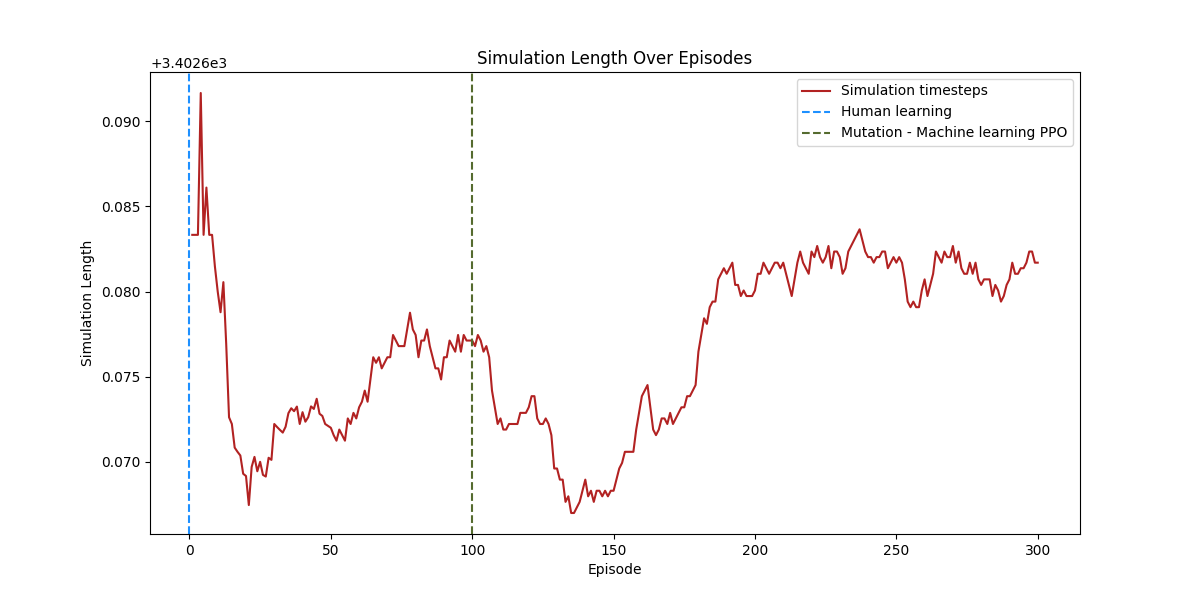 Simulation Length Over Episodes
+3.4026e3
Simulation timesteps
Human learning
Mutation - Machine learning PPO
0.090
0.085
0.080
0.075
0.070
Simulation Length
0 50 100 150 200 250 300
Episode